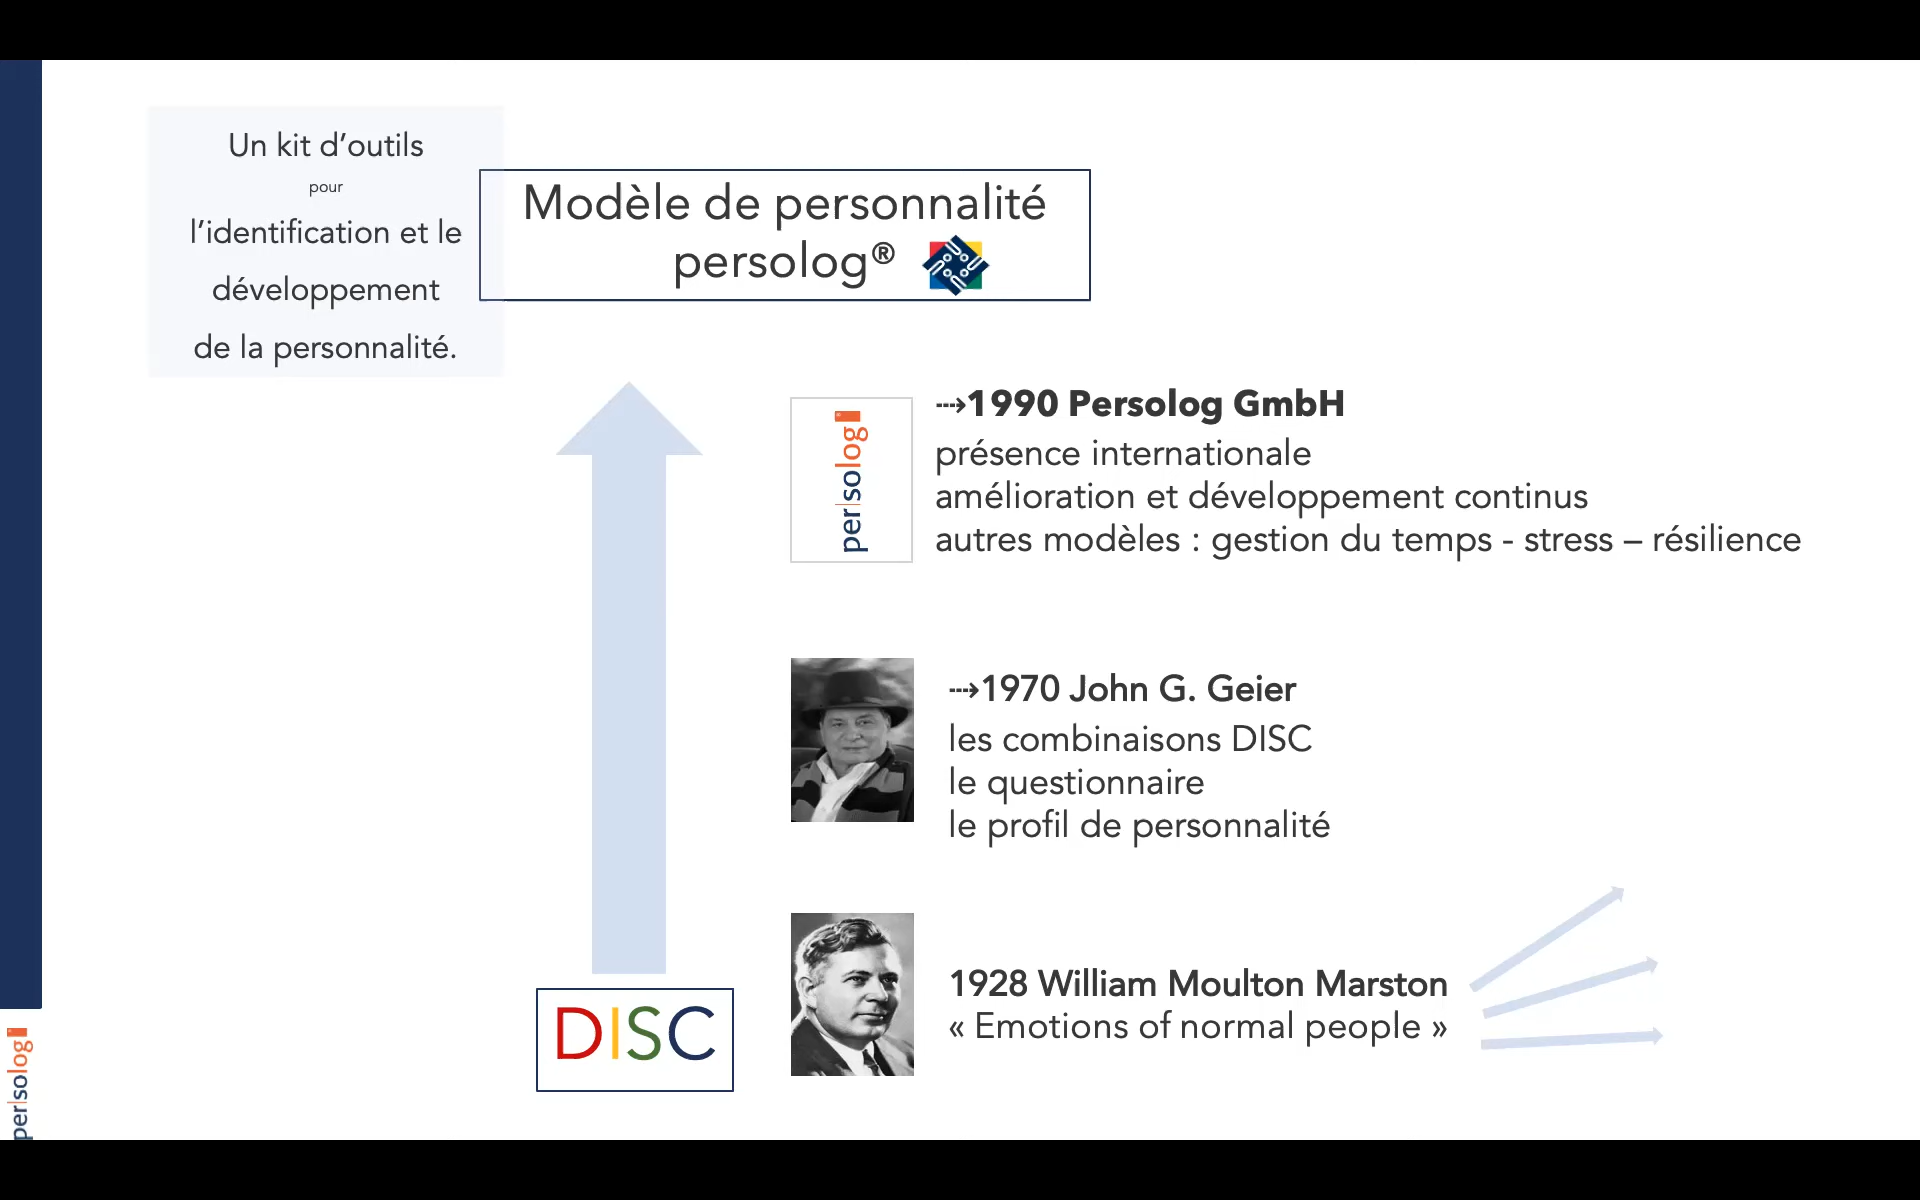 Un kit d’outils
pour
l’identification et le
développement
de la personnalité.
Modèle de personnalité
persolog®
⤑1990 Persolog GmbH
présence internationale
amélioration et développement continus
autres modèles : gestion du temps - stress – résilience
persolog
⤑1970 John G. Geier
les combinaisons DISC
le questionnaire
le profil de personnalité
1928 William Moulton Marston
« Emotions of normal people »
DISC
persolog